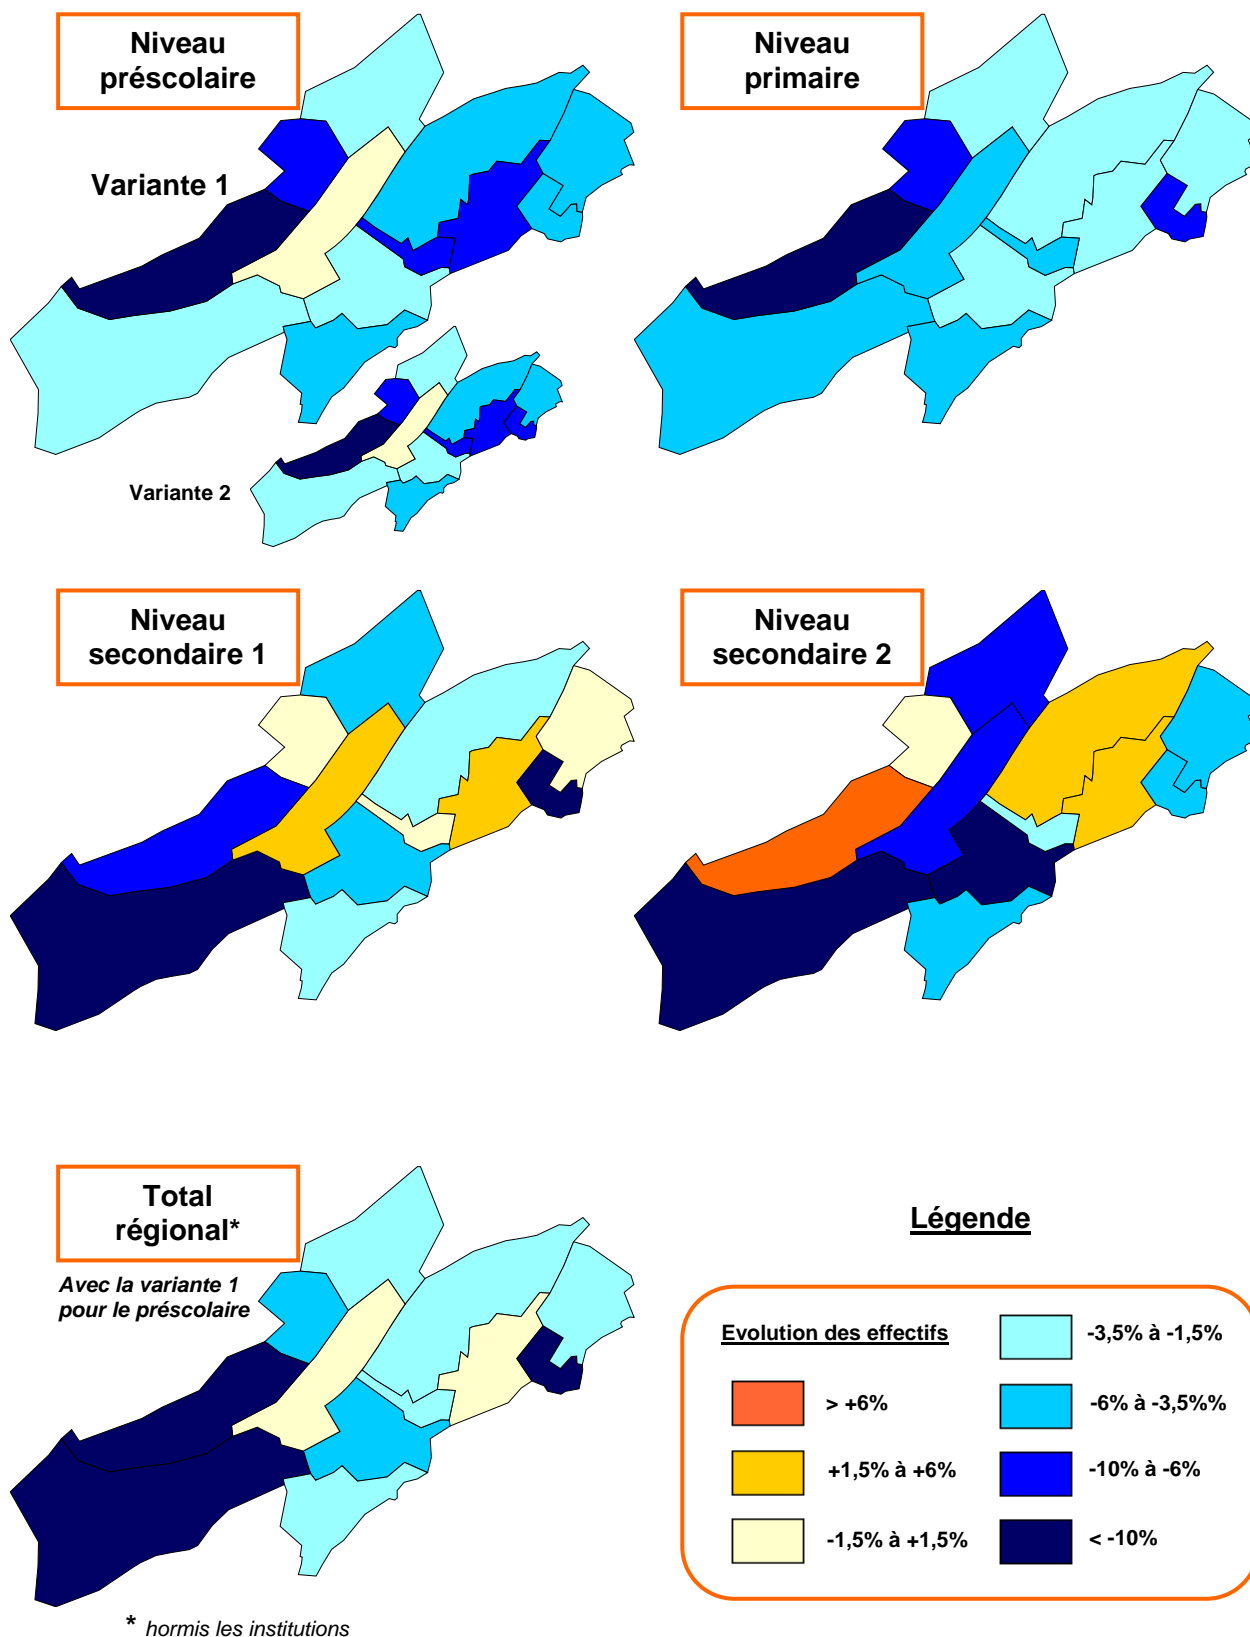 Niveau
préscolaire
Variante 1
Variante 2
Niveau
primaire
Niveau
secondaire 1
Niveau
secondaire 2
Total
régional*
Avec la variante 1
pour le préscolaire
* hormis les institutions
Légende
Evolution des effectifs
> +6%
+1,5% à +6%
-1,5% à +1,5%
-3,5% à -1,5%
-6% à -3,5%%
-10% à -6%
< -10%